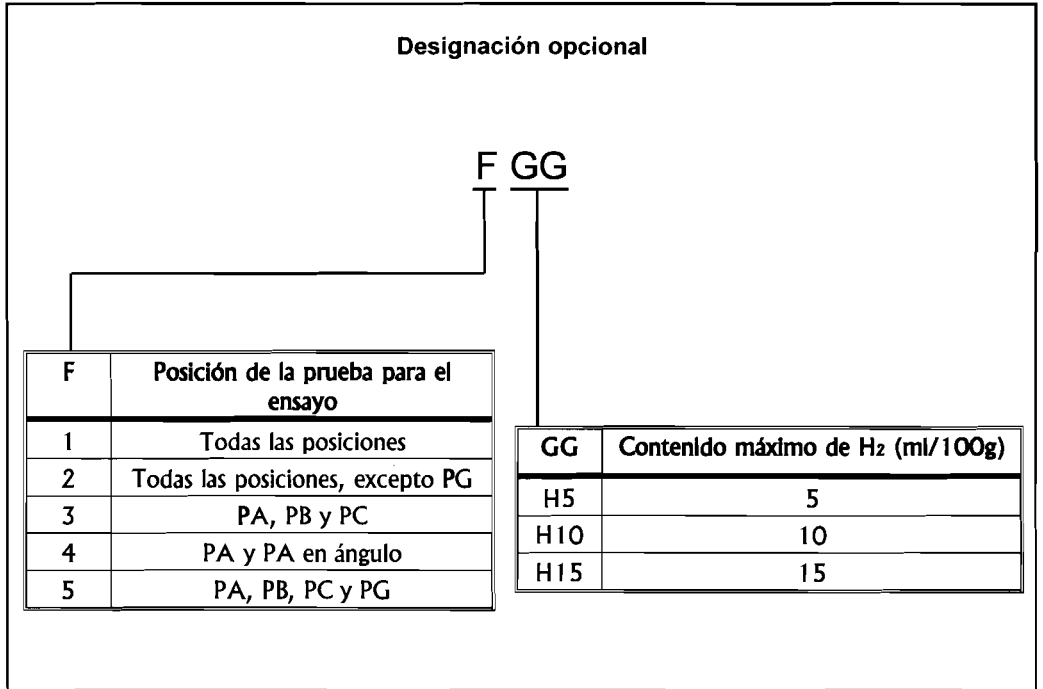 Designación opcional
F GG
F Posición de la prueba para el
ensayo
1 Todas las posiciones
2 Todas las posiciones, excepto PG
3 PA, PB y PC
4 PA y PA en ángulo
5 PA, PB, PC y PG
GG Contenido máximo de H2 (ml/100g)
H5 5
H10 10
H15 15